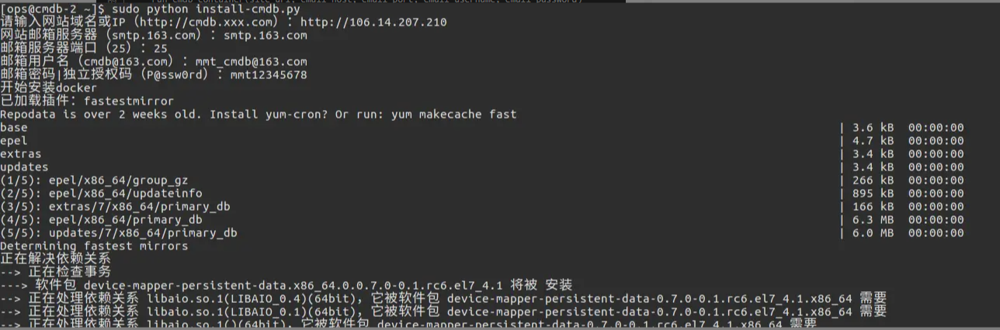 [ops@cmdb-2 ~]$ sudo python install-cmdb.py
请输入网站域名或IP（http://cmdb.xxx.com）：http://106.14.207.210
网站邮箱服务器（smtp.163.com）：smtp.163.com
邮箱服务器端口（25）：25
邮箱用户名（cmdb@163.com）：mmt_cmdb@163.com
邮箱密码|独立授权码（P@ssw0rd）：mmt12345678
开始安装docker
已加载插件：fastestmirror
Repodata is over 2 weeks old. Install yum-cron? Or run: yum makecache fast
base | 3.6 kB 00:00:00
epel | 4.7 kB 00:00:00
extras | 3.4 kB 00:00:00
updates | 3.4 kB 00:00:00
(1/5): epel/x86_64/group_gz | 266 kB 00:00:00
(2/5): epel/x86_64/updateinfo | 895 kB 00:00:00
(3/5): extras/7/x86_64/primary_db | 166 kB 00:00:00
(4/5): epel/x86_64/primary_db | 6.3 MB 00:00:00
(5/5): updates/7/x86_64/primary_db | 6.0 MB 00:00:00
Determining fastest mirrors
正在解决依赖关系
--> 正在检查事务
---> 软件包 device-mapper-persistent-data.x86_64.0.0.7.0-0.1.rc6.el7_4.1 将被 安装
--> 正在处理依赖关系 libaio.so.1(LIBAIO_0.4)(64bit)，它被软件包 device-mapper-persistent-data-0.7.0-0.1.rc6.el7_4.1.x86_64 需要
--> 正在处理依赖关系 libaio.so.1(LIBAIO_0.1)(64bit)，它被软件包 device-mapper-persistent-data-0.7.0-0.1.rc6.el7_4.1.x86_64 需要
--> 正在处理依赖关系 libaio.so.1()(64bit)，它被软件包 device-mapper-persistent-data-0.7.0-0.1.rc6.el7_4.1.x86_64 需要